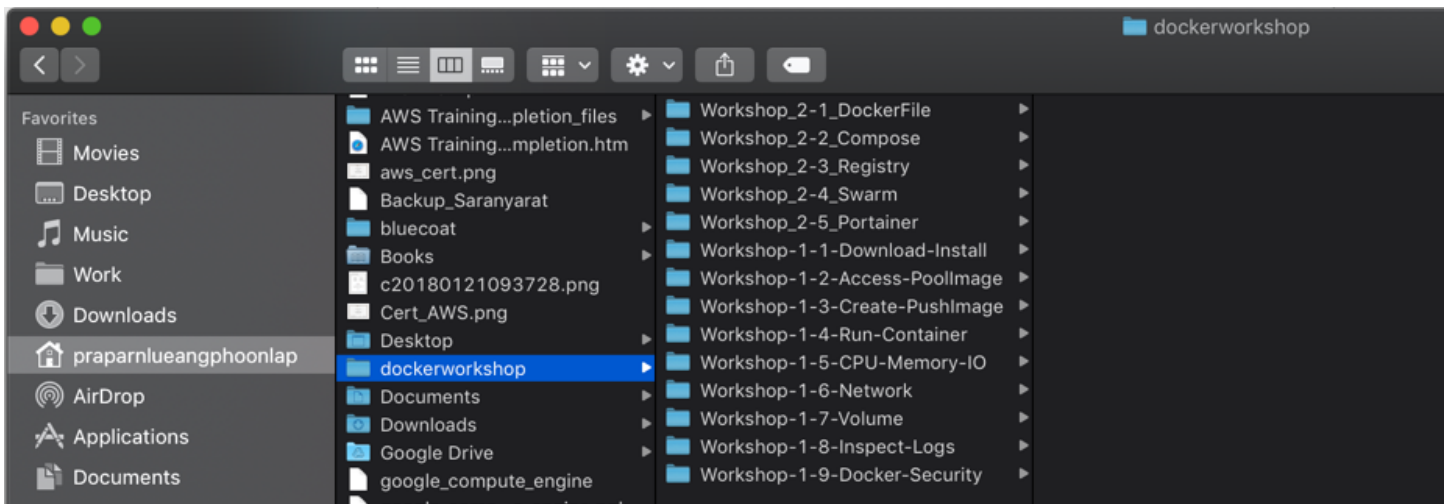 dockerworkshop
Favorites
Movies
Desktop
Music
Work
Downloads
praparnlueangphoonlap
AirDrop
Applications
Documents
AWS Training...pletion_files
AWS Training...mpletion.htm
aws_cert.png
Backup_Saranyarat
bluecoat
Books
c20180121093728.png
Cert_AWS.png
Desktop
dockerworkshop
Documents
Downloads
Google Drive
google_compute_engine
Workshop_2-1_DockerFile
Workshop_2-2_Compose
Workshop_2-3_Registry
Workshop_2-4_Swarm
Workshop_2-5_Portainer
Workshop-1-1-Download-Install
Workshop-1-2-Access-PoolImage
Workshop-1-3-Create-PushImage
Workshop-1-4-Run-Container
Workshop-1-5-CPU-Memory-IO
Workshop-1-6-Network
Workshop-1-7-Volume
Workshop-1-8-Inspect-Logs
Workshop-1-9-Docker-Security